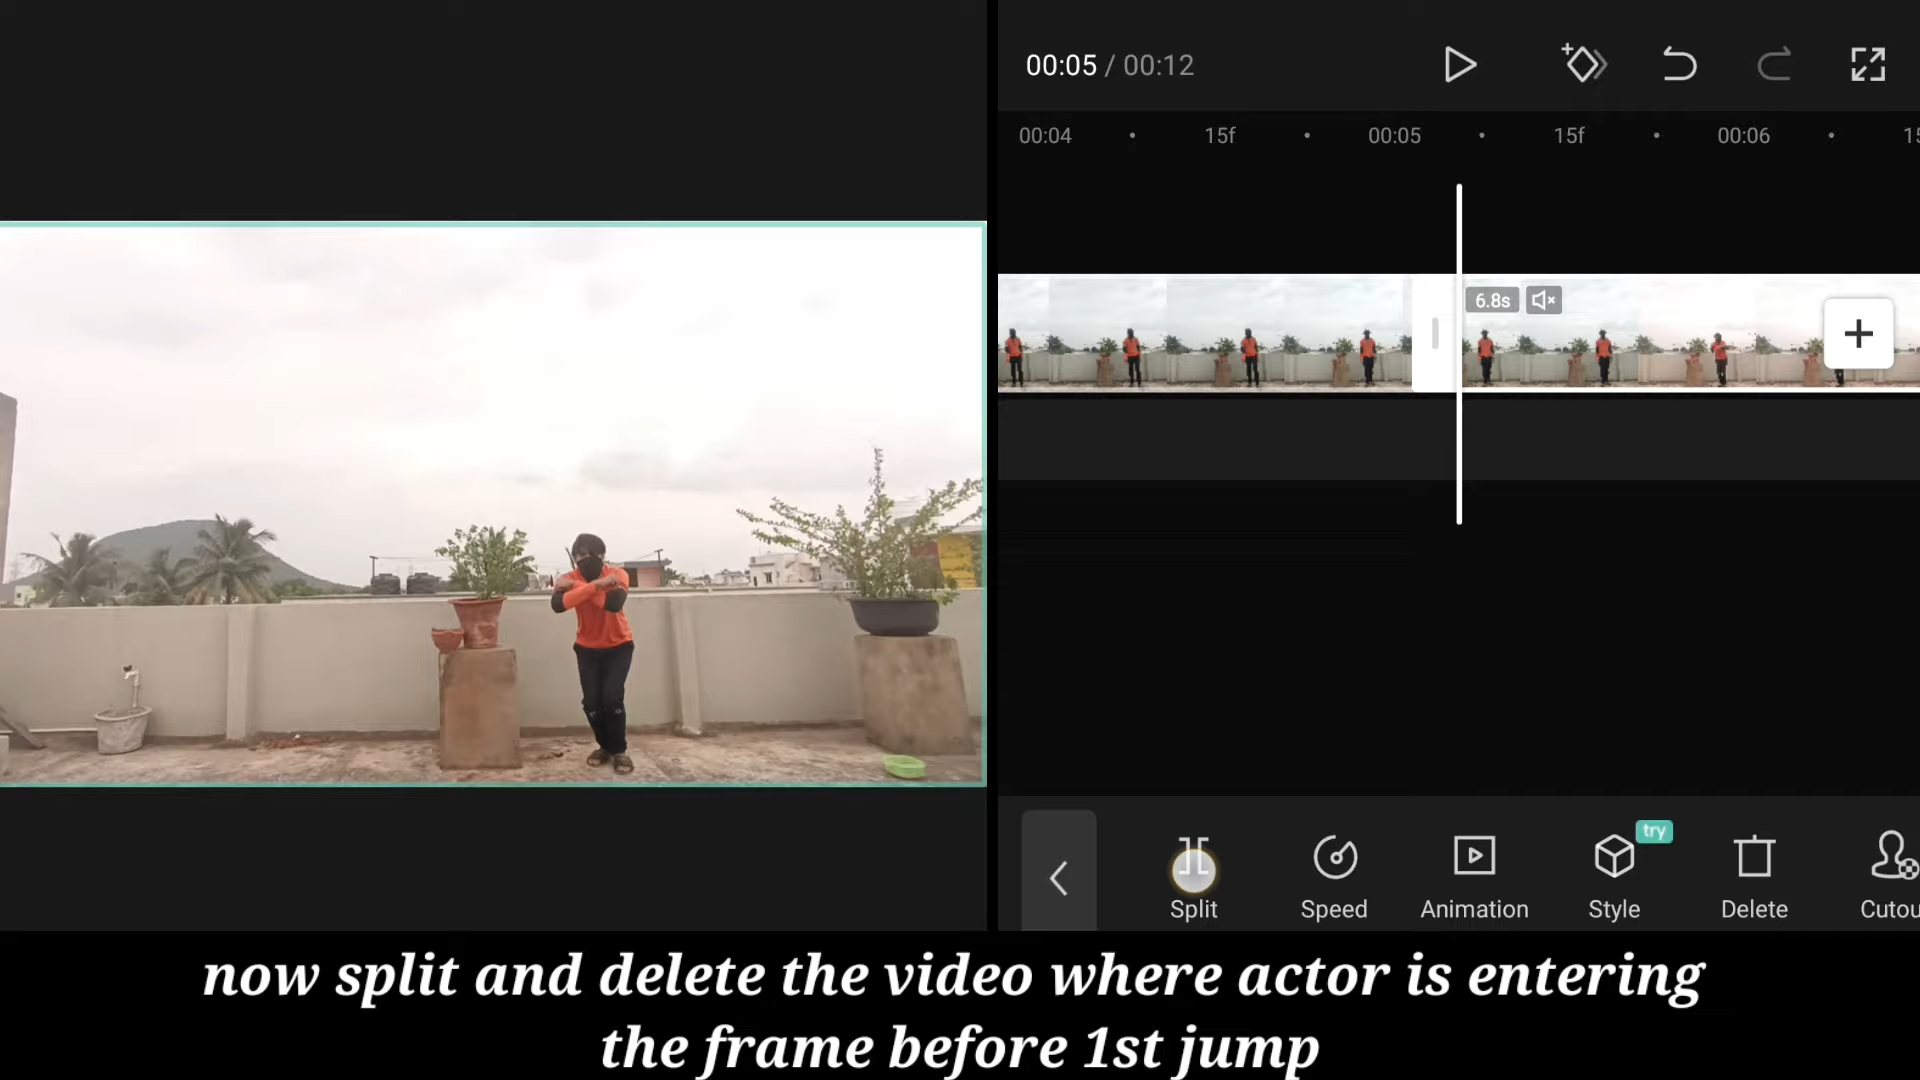 00:05 / 00:12
00:04 15f 00:05 15f 00:06 15
6.8s
try
Split Speed Animation Style Delete Cutou
now split and delete the video where actor is entering
the frame before 1st jump